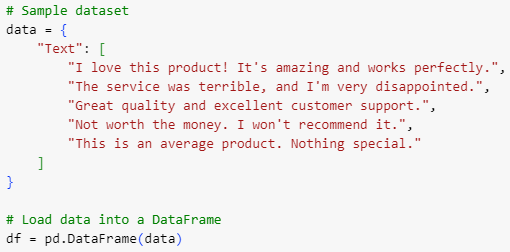 # Sample dataset
data = {
    "Text": [
        "I love this product! It's amazing and works perfectly.",
        "The service was terrible, and I'm very disappointed.",
        "Great quality and excellent customer support.",
        "Not worth the money. I won't recommend it.",
        "This is an average product. Nothing special."
    ]
}

# Load data into a DataFrame
df = pd.DataFrame(data)